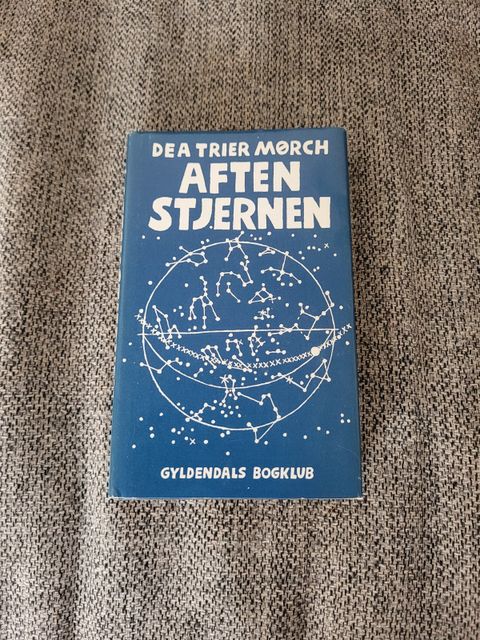 DEA TRIER MØRCH
AFTEN
STJERNEN
GYLDENDALS BOGKLUB